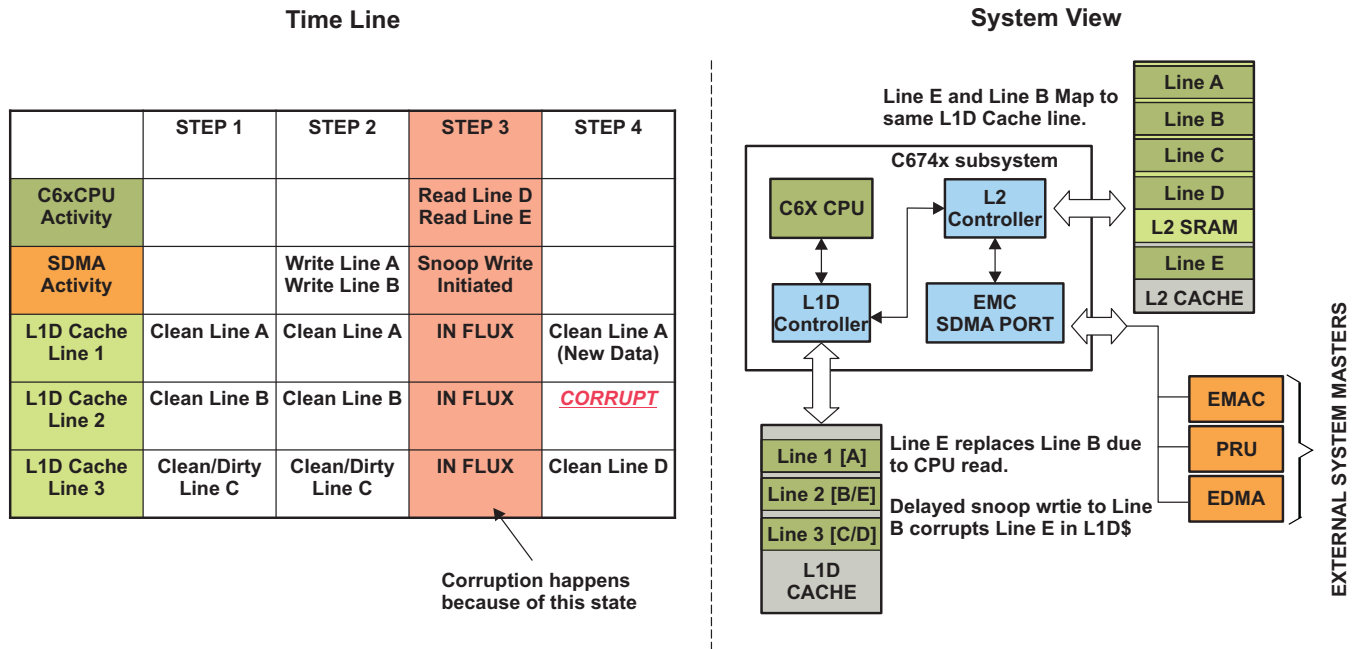 Time Line
STEP 1 STEP 2 STEP 3 STEP 4
C6xCPU
Activity
Read Line D
Read Line E
SDMA
Activity
Write Line A
Write Line B
Snoop Write
Initiated
L1D Cache
Line 1
Clean Line A
Clean Line A
IN FLUX
Clean Line A
(New Data)
L1D Cache
Line 2
Clean Line B
Clean Line B
IN FLUX
CORRUPT
L1D Cache
Line 3
Clean/Dirty
Line C
Clean/Dirty
Line C
IN FLUX
Clean Line D
Corruption happens
because of this state
System View
Line E and Line B Map to
same L1D Cache line.
C674x subsystem
C6X CPU
L2
Controller
L1D
Controller
EMC
SDMA PORT
Line A
Line B
Line C
Line D
L2 SRAM
Line E
L2 CACHE
Line 1 [A]
Line 2 [B/E]
Line 3 [C/D]
L1D
CACHE
Line E replaces Line B due
to CPU read.
Delayed snoop wrtie to Line
B corrupts Line E in L1D$
EMAC
PRU
EDMA
EXTERNAL SYSTEM MASTERS